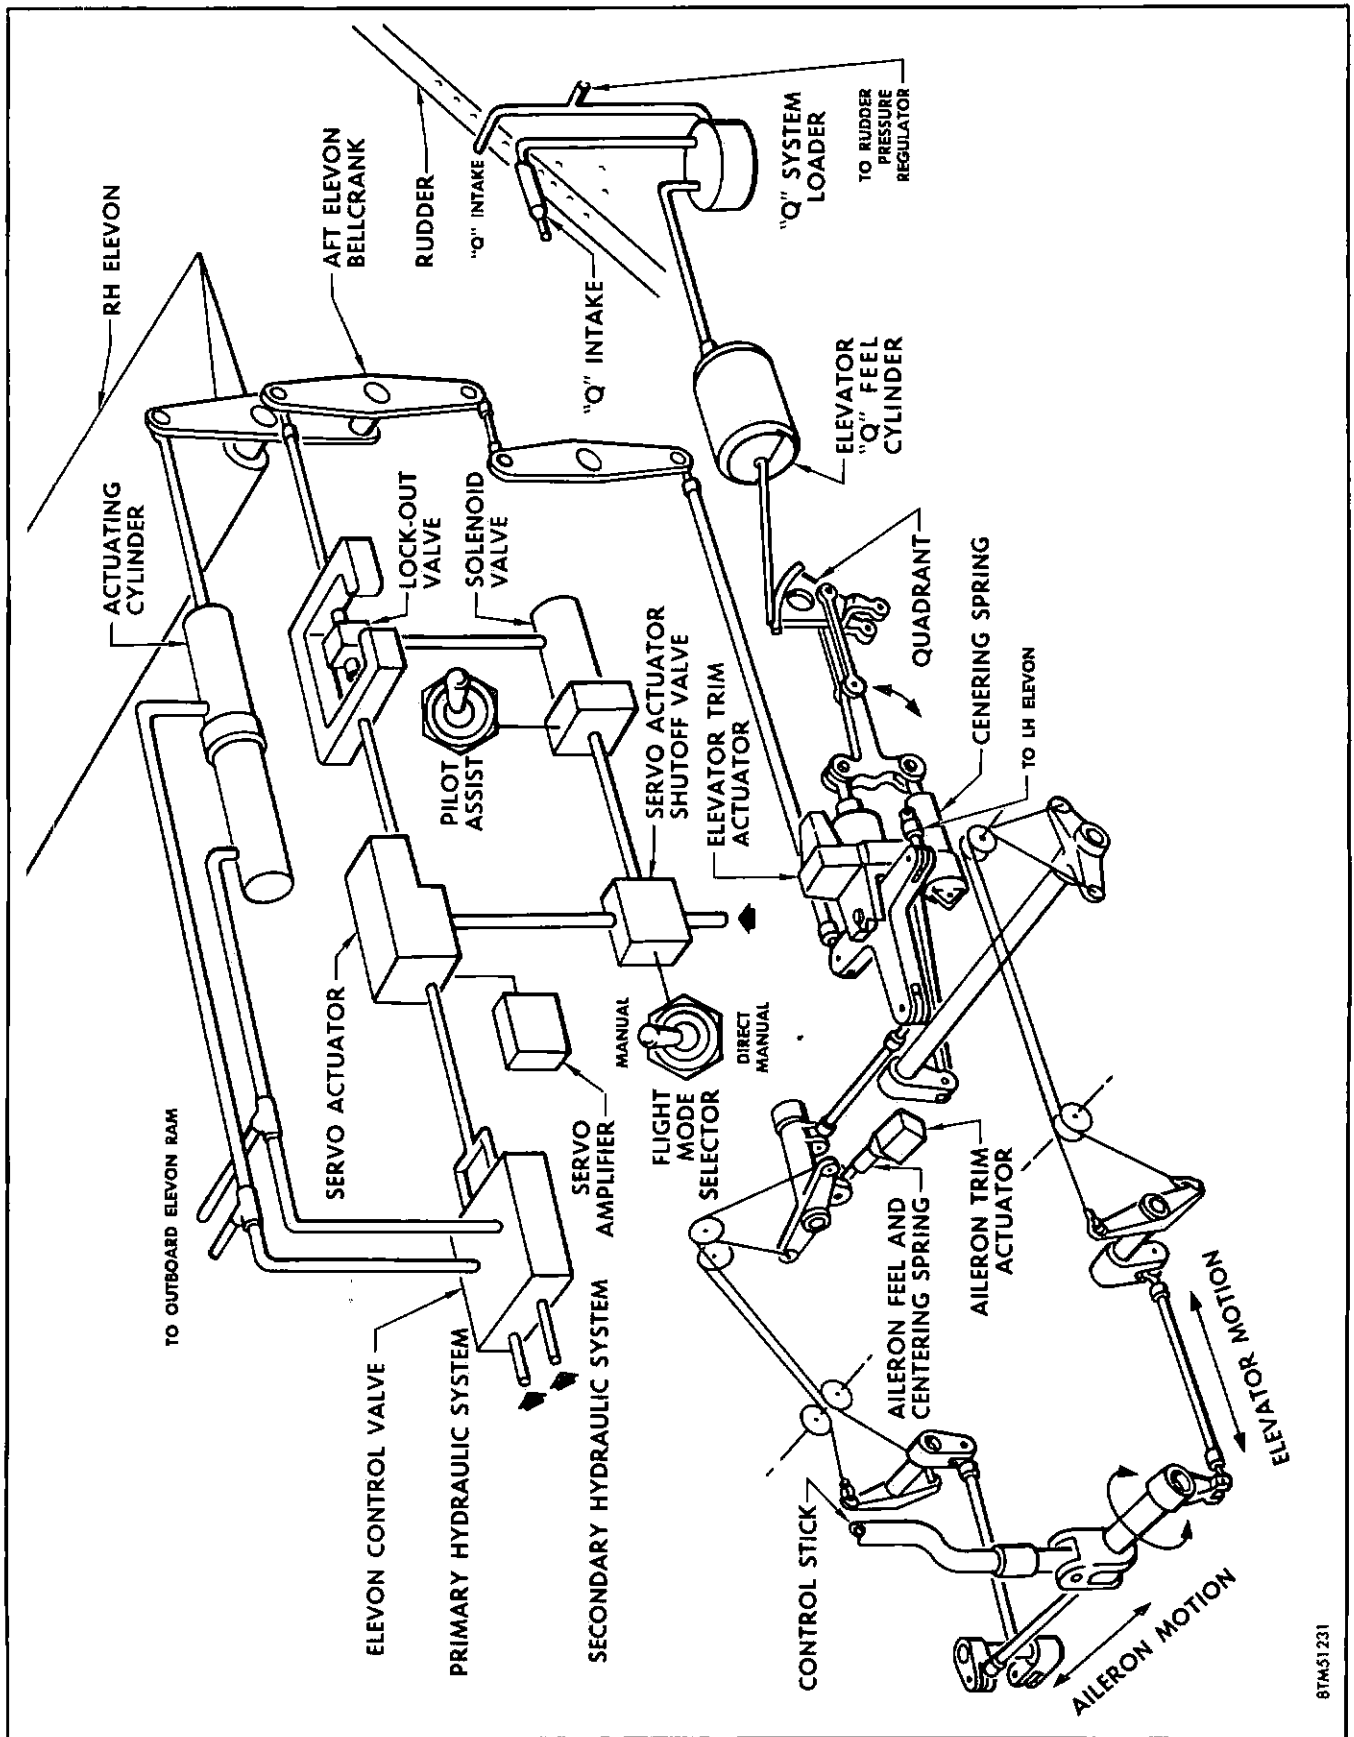 RH ELEVON
ACTUATING
CYLINDER
AFT ELEVON
BELLCRANK
RUDDER
"Q" INTAKE
"Q" INTAKE
"Q" SYSTEM
LOADER
TO RUDDER
PRESSURE
REGULATOR
LOCK-OUT
VALVE
SOLENOID
VALVE
ELEVATOR
"Q" FEEL
CYLINDER
QUADRANT
CENERING SPRING
TO LH ELEVON
PILOT
ASSIST
SERVO ACTUATOR
SHUTOFF VALVE
ELEVATOR TRIM
ACTUATOR
TO OUTBOARD ELEVON RAM
SERVO ACTUATOR
SERVO
AMPLIFIER
MANUAL
DIRECT
MANUAL
FLIGHT
MODE
SELECTOR
ELEVON CONTROL VALVE
PRIMARY HYDRAULIC SYSTEM
SECONDARY HYDRAULIC SYSTEM
AILERON FEEL AND
CENTERING SPRING
AILERON TRIM
ACTUATOR
CONTROL STICK
ELEVATOR MOTION
AILERON MOTION
8TM51231